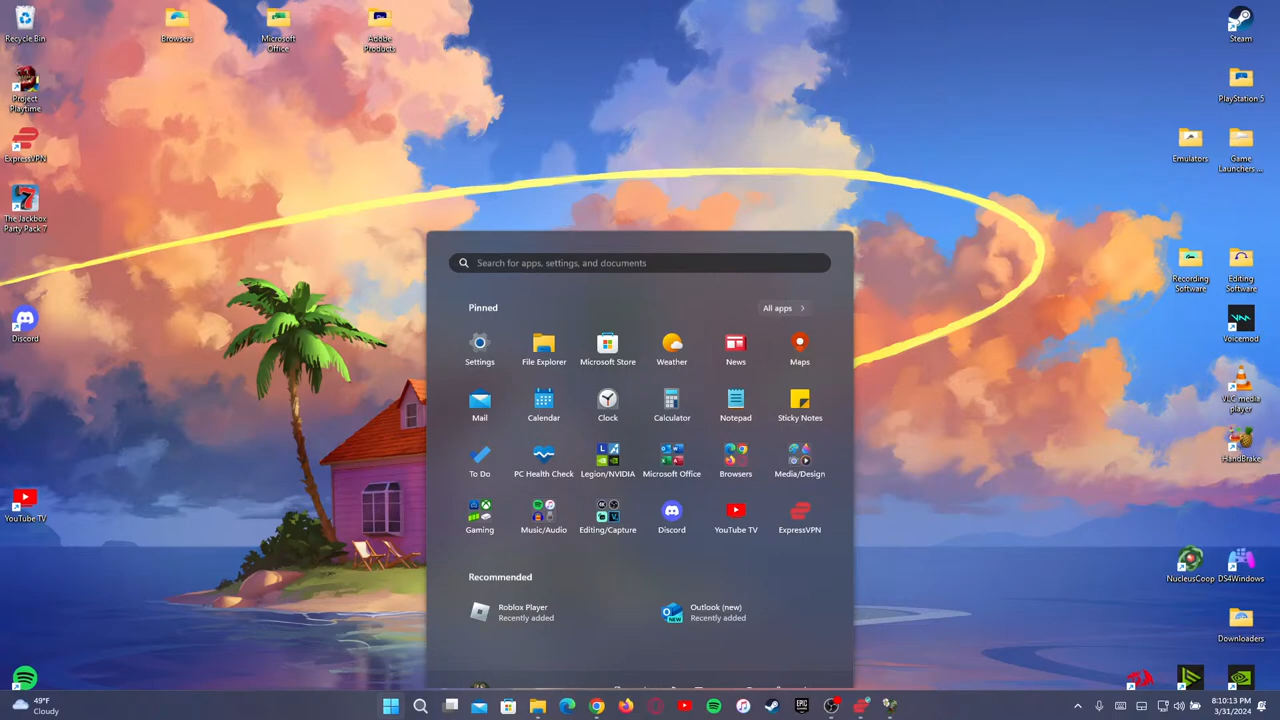 Recycle Bin
Browsers
Microsoft
Office
Adobe
Products
Steam
Project
Playtime
PlayStation 5
ExpressVPN
Emulators
Game
Launchers ...
The Jackbox
Party Pack 7
Search for apps, settings, and documents
Recording
Software
Editing
Software
Pinned
All apps
Discord
Voicemod
Settings
File Explorer
Microsoft Store
Weather
News
Maps
VLC media
player
Mail
Calendar
Clock
Calculator
Notepad
Sticky Notes
HandBrake
To Do
PC Health Check
Legion/NVIDIA
Microsoft Office
Browsers
Media/Design
YouTube TV
Gaming
Music/Audio
Editing/Capture
Discord
YouTube TV
ExpressVPN
Recommended
NucleusCoop
DS4Windows
Roblox Player
Recently added
Outlook (new)
Recently added
Downloaders
49°F
Cloudy
EPIC
8:10:13 PM
3/31/2024